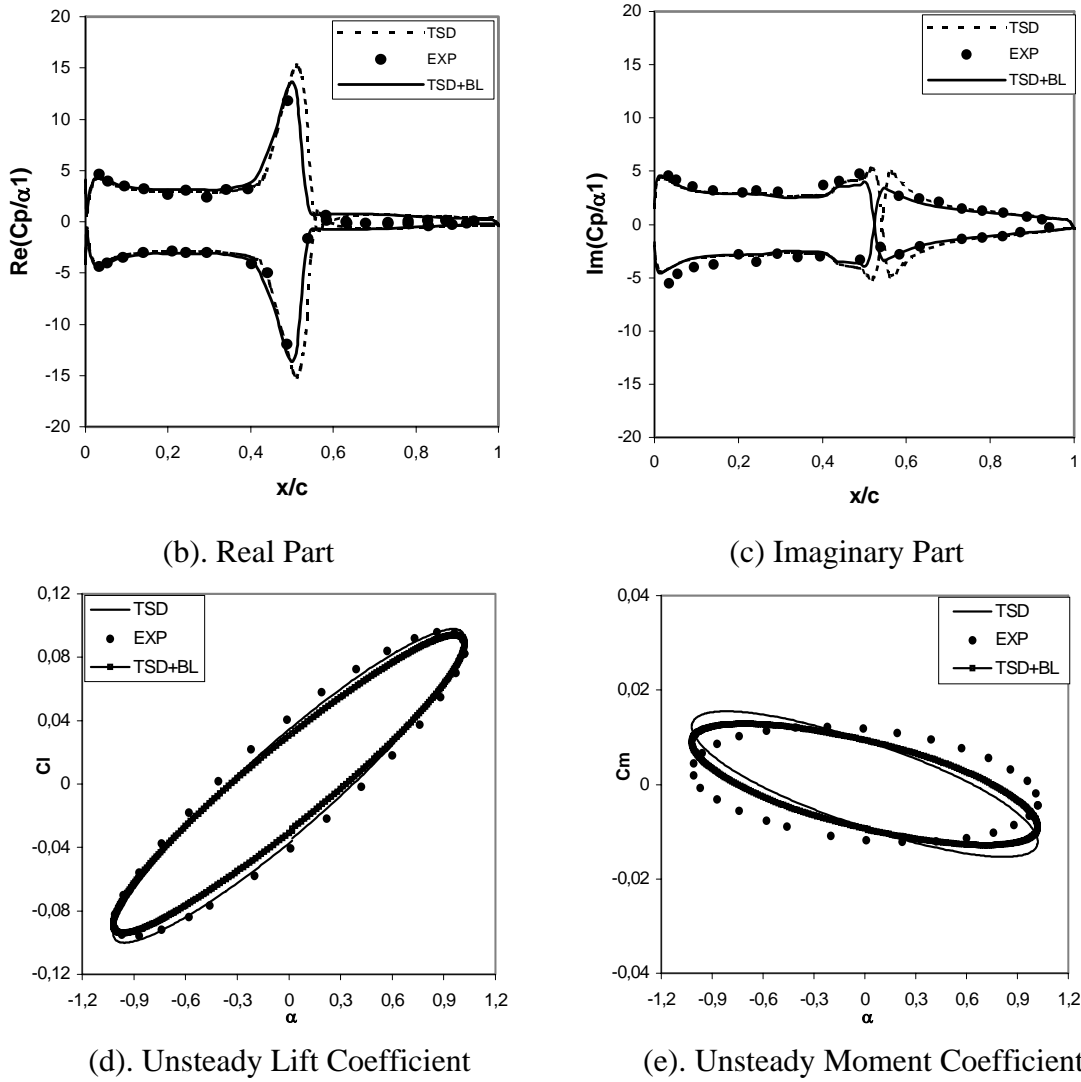 20
15
10
5
0
-5
-10
-15
-20
Re(Cp/α1)
TSD
EXP
TSD+BL
0
0,2
0,4
0,6
0,8
1
x/c
(b). Real Part
20
15
10
5
0
-5
-10
-15
-20
Im(Cp/α1)
TSD
EXP
TSD+BL
0
0,2
0,4
0,6
0,8
1
x/c
(c) Imaginary Part
0,12
0,08
0,04
0
-0,04
-0,08
-0,12
Cl
TSD
EXP
TSD+BL
-1,2
-0,9
-0,6
-0,3
0
0,3
0,6
0,9
1,2
α
(d). Unsteady Lift Coefficient
0,04
0,02
0
-0,02
-0,04
Cm
TSD
EXP
TSD+BL
-1,2
-0,9
-0,6
-0,3
0
0,3
0,6
0,9
1,2
α
(e). Unsteady Moment Coefficient